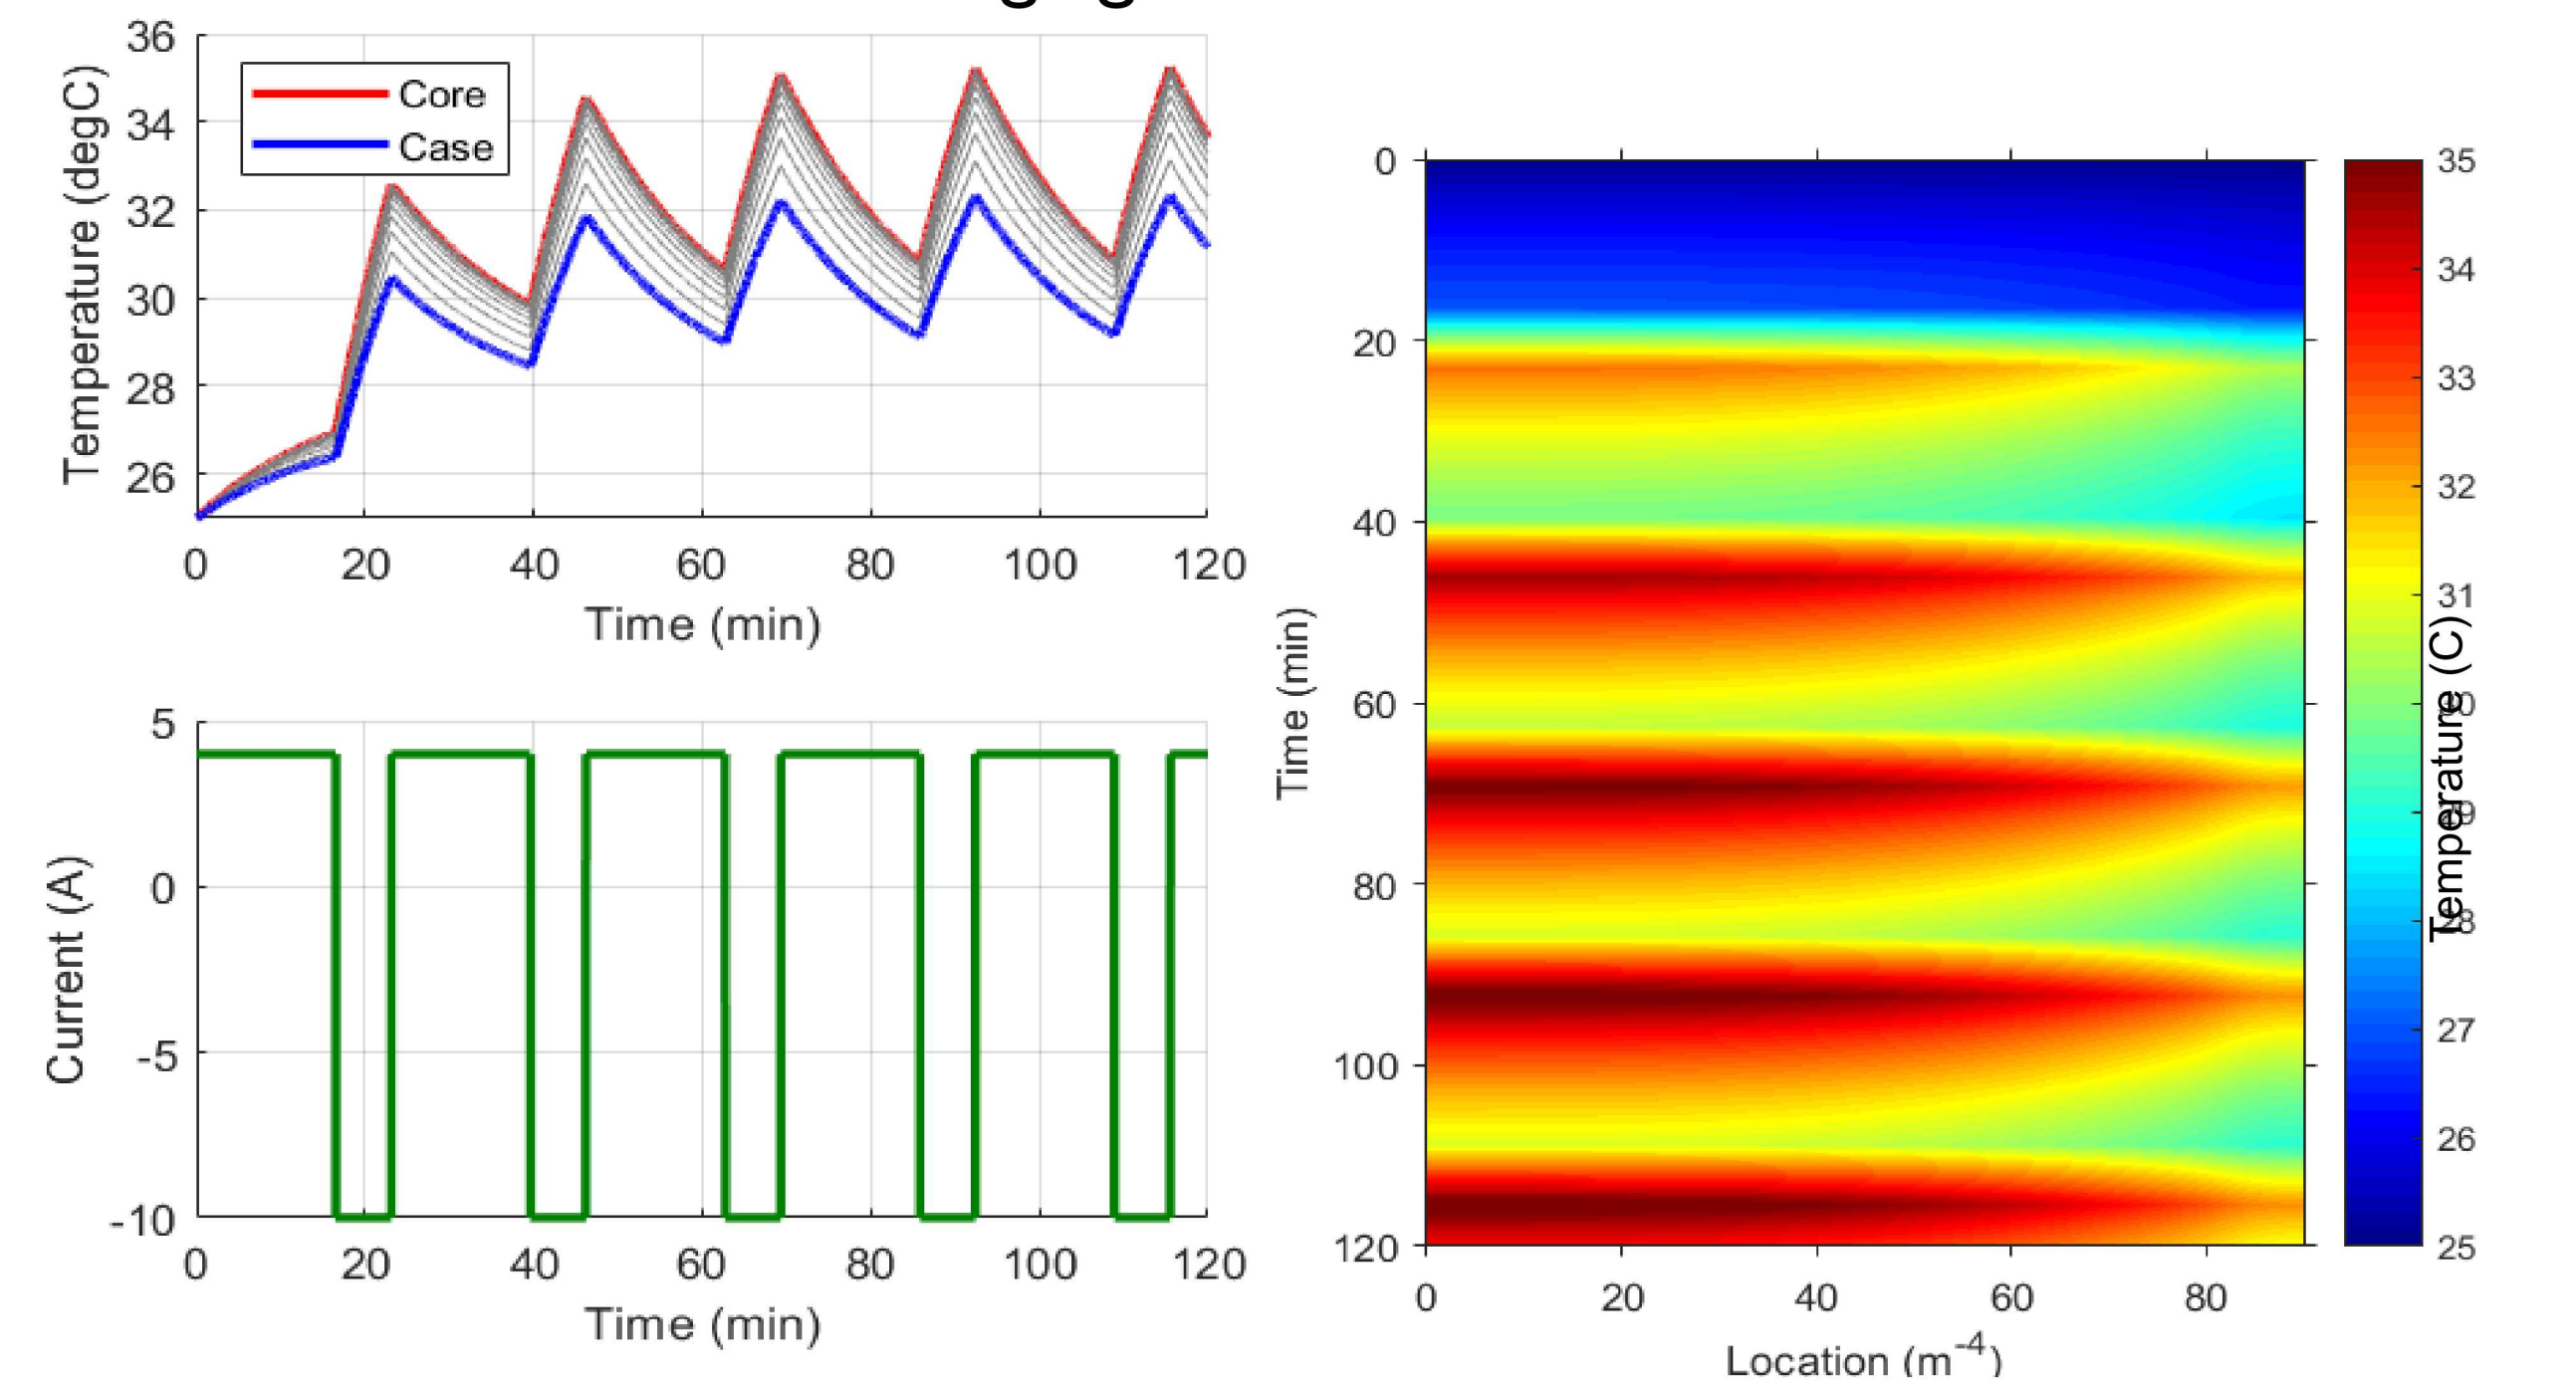 36
34
32
30
28
26
Temperature (degC)
Core
Case
0 20 40 60 80 100 120
Time (min)
5
0
-5
-10
Current (A)
0 20 40 60 80 100 120
Time (min)
0
20
40
60
80
100
120
Time (min)
0 20 40 60 80
Location (m⁻⁴)
35
34
33
32
31
27
26
25
Temperature (C)